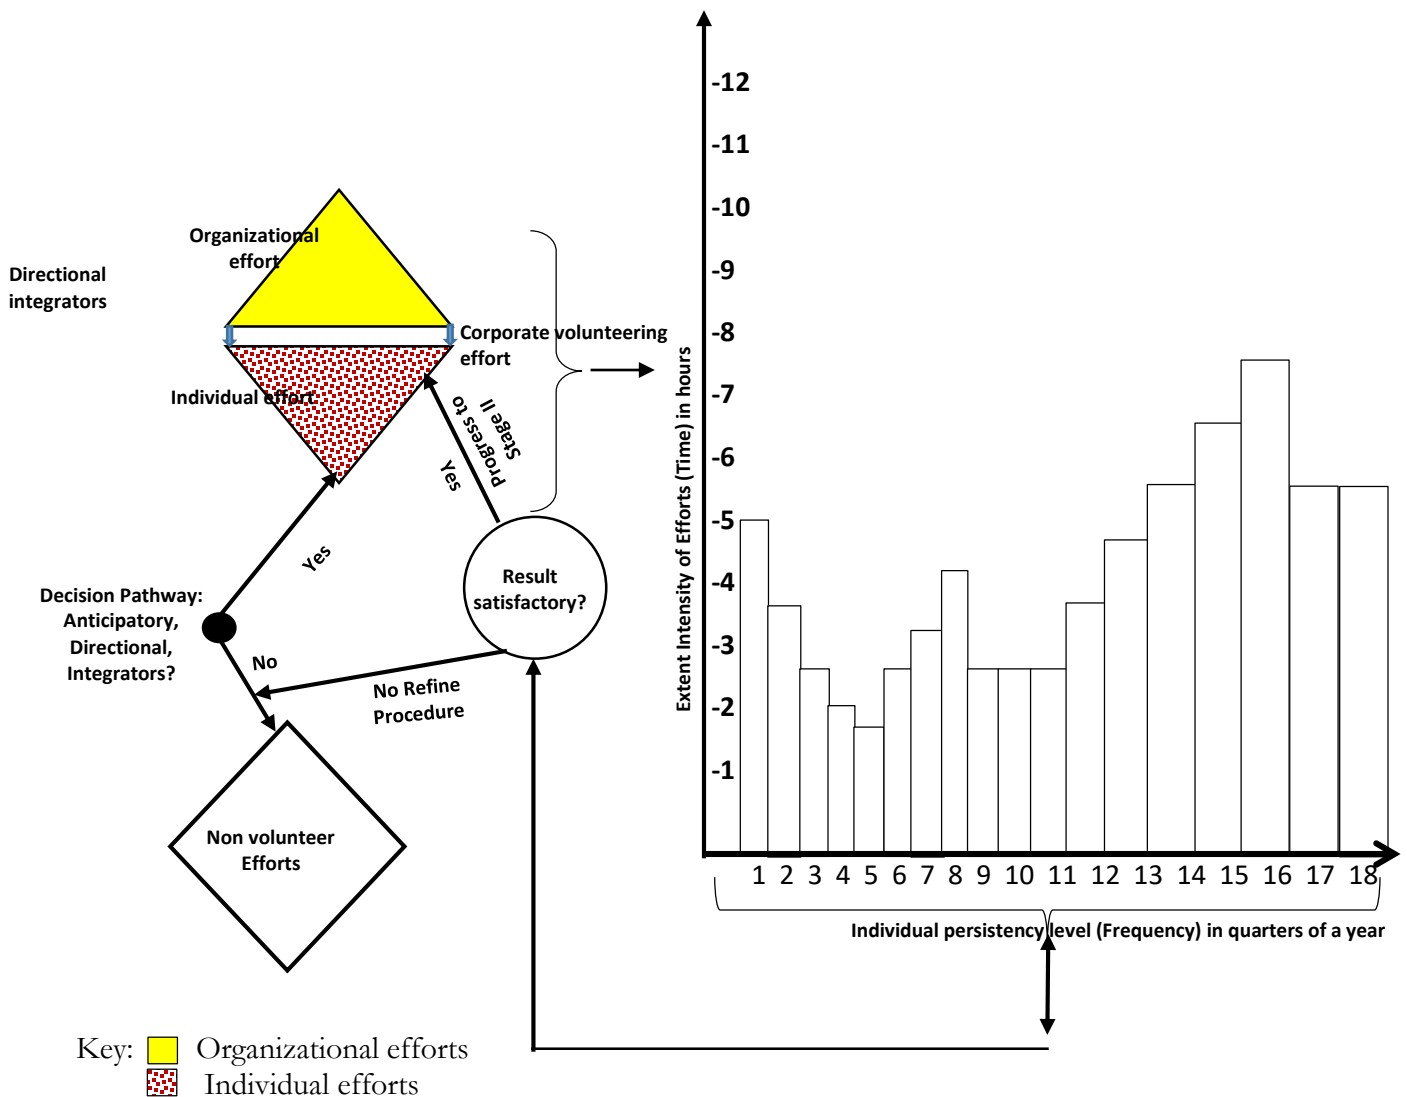 Organizational
effort
Directional
integrators
Corporate volunteering
effort
Individual effort
Progress to
Stage II
Yes
Yes
Result
satisfactory?
Decision Pathway:
Anticipatory,
Directional,
Integrators?
No
No Refine
Procedure
Non volunteer
Efforts
Key:
Organizational efforts
Individual efforts
Extent Intensity of Efforts (Time) in hours
-12
-11
-10
-9
-8
-7
-6
-5
-4
-3
-2
-1
1 2 3 4 5 6 7 8 9 10 11 12 13 14 15 16 17 18
Individual persistency level (Frequency) in quarters of a year